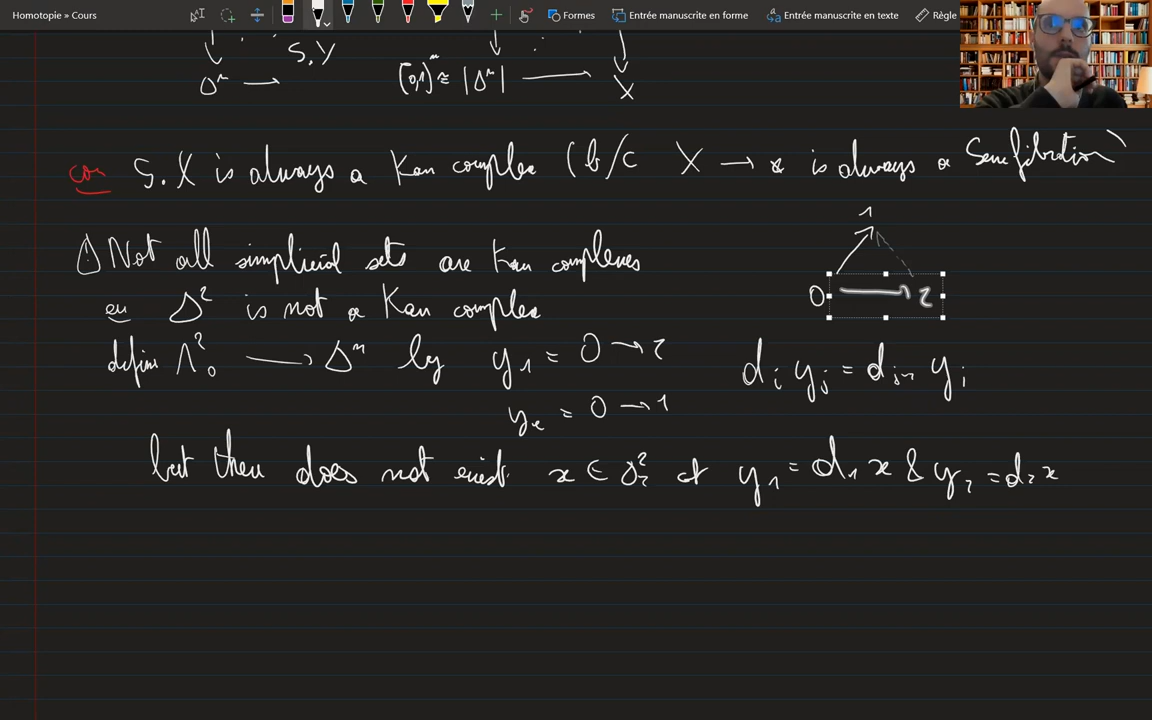 Homotopie » Cours
Formes Entrée manuscrite en forme Entrée manuscrite en texte Règle
S.Y
Δⁿ → [0,1]ⁿ ≅ |Δⁿ| → X
cor S.X is always a Kan complex (b/c X → * is always a Serre fibration)
1
⚠ Not all simplicial sets are Kan complexes
0 → 2
ex Δ² is not a Kan complex
define Λ²₀ → Δⁿ by y₁ = 0 → 2 dᵢ yⱼ = dⱼ₋₁ yᵢ
y₂ = 0 → 1
but there does not exist x ∈ Δ²₂ st y₁ = d₁ x & y₂ = d₂ x